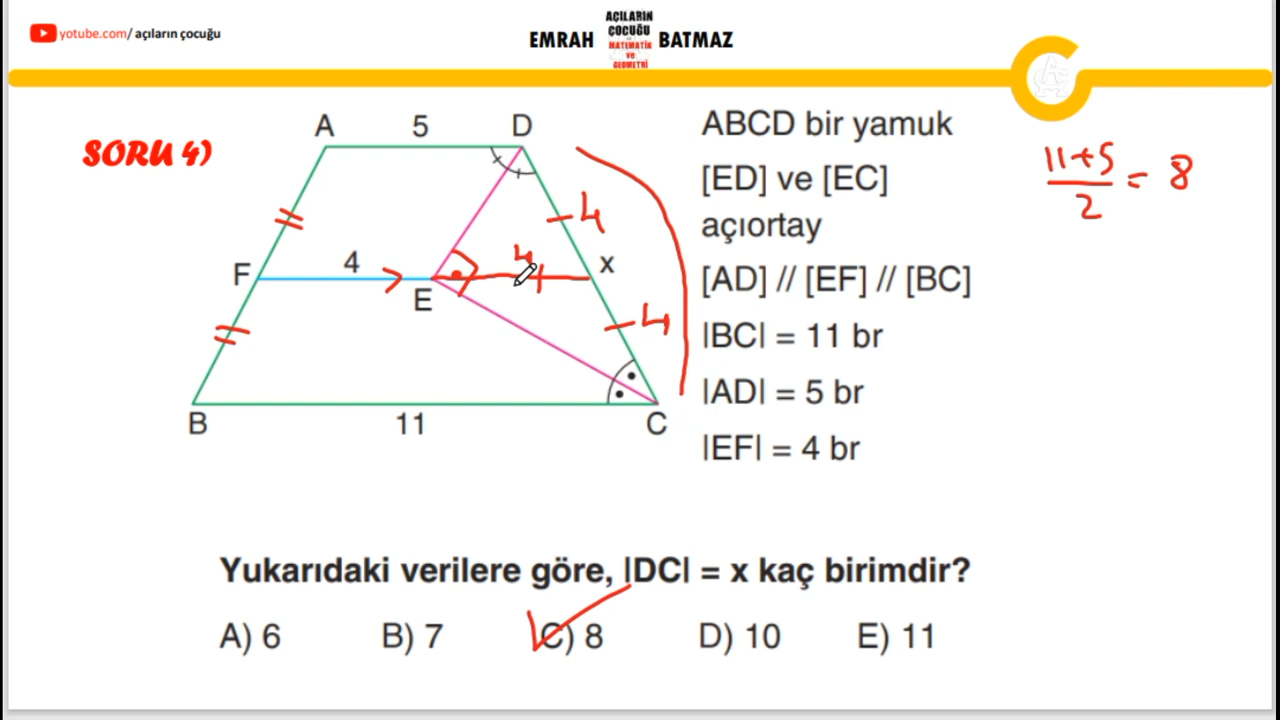 yotube.com/ açıların çocuğu
EMRAH
AÇILARIN
ÇOCUĞU
MATEMATİK
ve
GEOMETRİ
BATMAZ
SORU 4)
A 5 D
4
F 4 E 4 x
4
B 11 C
ABCD bir yamuk
[ED] ve [EC]
açıortay
[AD] // [EF] // [BC]
|BC| = 11 br
|AD| = 5 br
|EF| = 4 br
11+5
2
= 8
Yukarıdaki verilere göre, |DC| = x kaç birimdir?
A) 6 B) 7 C) 8 D) 10 E) 11